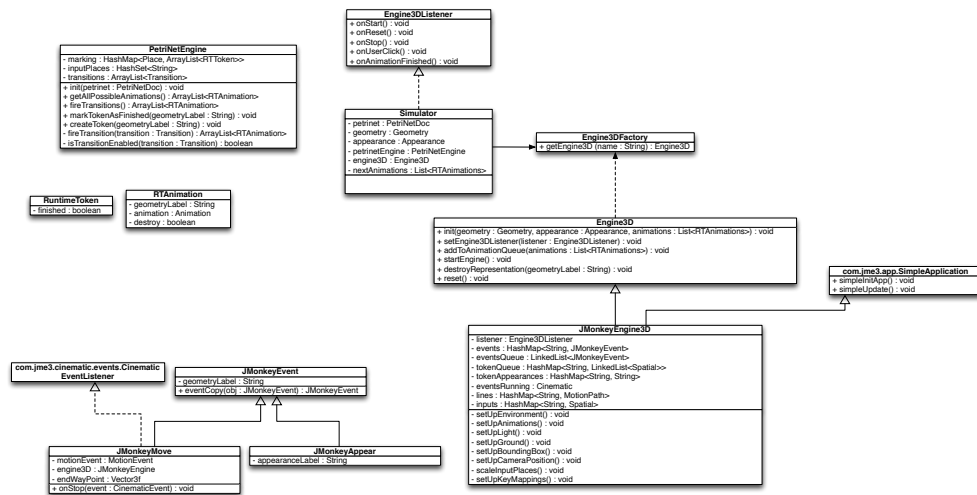 Engine3DListener
+ onStart() : void
+ onReset() : void
+ onStop() : void
+ onUserClick() : void
+ onAnimationFinished() : void
PetriNetEngine
- marking : HashMap<Place, ArrayList<RTToken>>
- inputPlaces : HashSet<String>
- transitions : ArrayList<Transition>
+ init(petrinet : PetriNetDoc) : void
+ getAllPossibleAnimations() : ArrayList<RTAnimation>
+ fireTransitions() : ArrayList<RTAnimation>
+ markTokenAsFinished(geometryLabel : String) : void
+ createToken(geometryLabel : String) : void
- fireTransition(transition : Transition) : ArrayList<RTAnimation>
- isTransitionEnabled(transition : Transition) : boolean
Simulator
- petrinet : PetriNetDoc
- geometry : Geometry
- appearance : Appearance
- petrinetEngine : PetriNetEngine
- engine3D : Engine3D
- nextAnimations : List<RTAnimations>
Engine3DFactory
+ getEngine3D (name : String) : Engine3D
RuntimeToken
- finished : boolean
RTAnimation
- geometryLabel : String
- animation : Animation
- destroy : boolean
Engine3D
+ init(geometry : Geometry, appearance : Appearance, animations : List<RTAnimations>) : void
+ setEngine3DListener(listener : Engine3DListener) : void
+ addToAnimationQueue(animations : List<RTAnimations>) : void
+ startEngine() : void
+ destroyRepresentation(geometryLabel : String) : void
+ reset() : void
com.jme3.app.SimpleApplication
+ simpleInitApp() : void
+ simpleUpdate() : void
JMonkeyEngine3D
- listener : Engine3DListener
- events : HashMap<String, JMonkeyEvent>
- eventsQueue : LinkedList<JMonkeyEvent>
- tokenQueue : HashMap<String, LinkedList<Spatial>>
- tokenAppearances : HashMap<String, String>
- eventsRunning : Cinematic
- lines : HashMap<String, MotionPath>
- inputs : HashMap<String, Spatial>
- setUpEnvironment() : void
- setUpAnimations() : void
- setUpLight() : void
- setUpGround() : void
- setUpBoundingBox() : void
- setUpCameraPosition() : void
- scaleInputPlaces() : void
- setUpKeyMappings() : void
com.jme3.cinematic.events.Cinematic
EventListener
JMonkeyEvent
- geometryLabel : String
+ eventCopy(obj : JMonkeyEvent) : JMonkeyEvent
JMonkeyMove
- motionEvent : MotionEvent
- engine3D : JMonkeyEngine
- endWayPoint : Vector3f
+ onStop(event : CinematicEvent) : void
JMonkeyAppear
- appearanceLabel : String